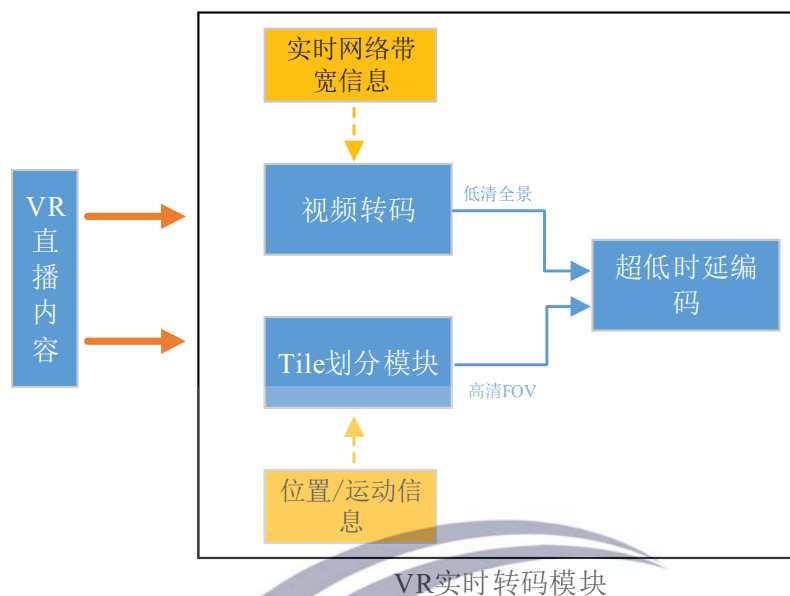 实时网络带
宽信息
VR
直
播
内
容
视频转码
低清全景
超低时延编
码
Tile划分模块
高清FOV
位置/运动信
息
VR实时转码模块